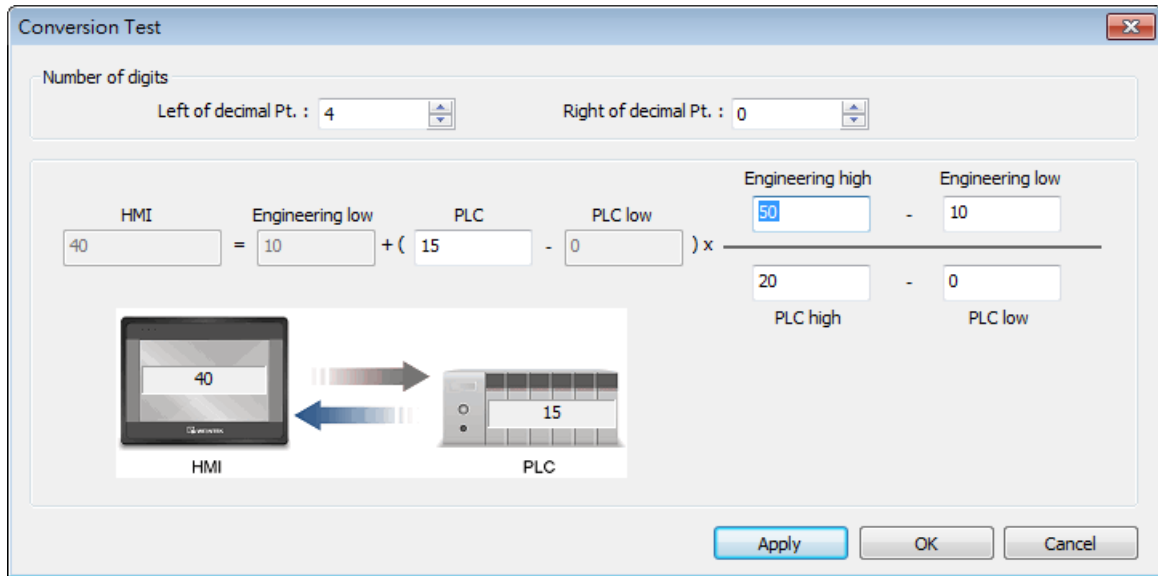 Conversion Test
Number of digits
Left of decimal Pt. : 4 Right of decimal Pt. : 0
Engineering high Engineering low
HMI Engineering low PLC PLC low 50 - 10
40 = 10 + ( 15 - 0 ) x
20 - 0
PLC high PLC low
40
15
HMI PLC
Apply OK Cancel